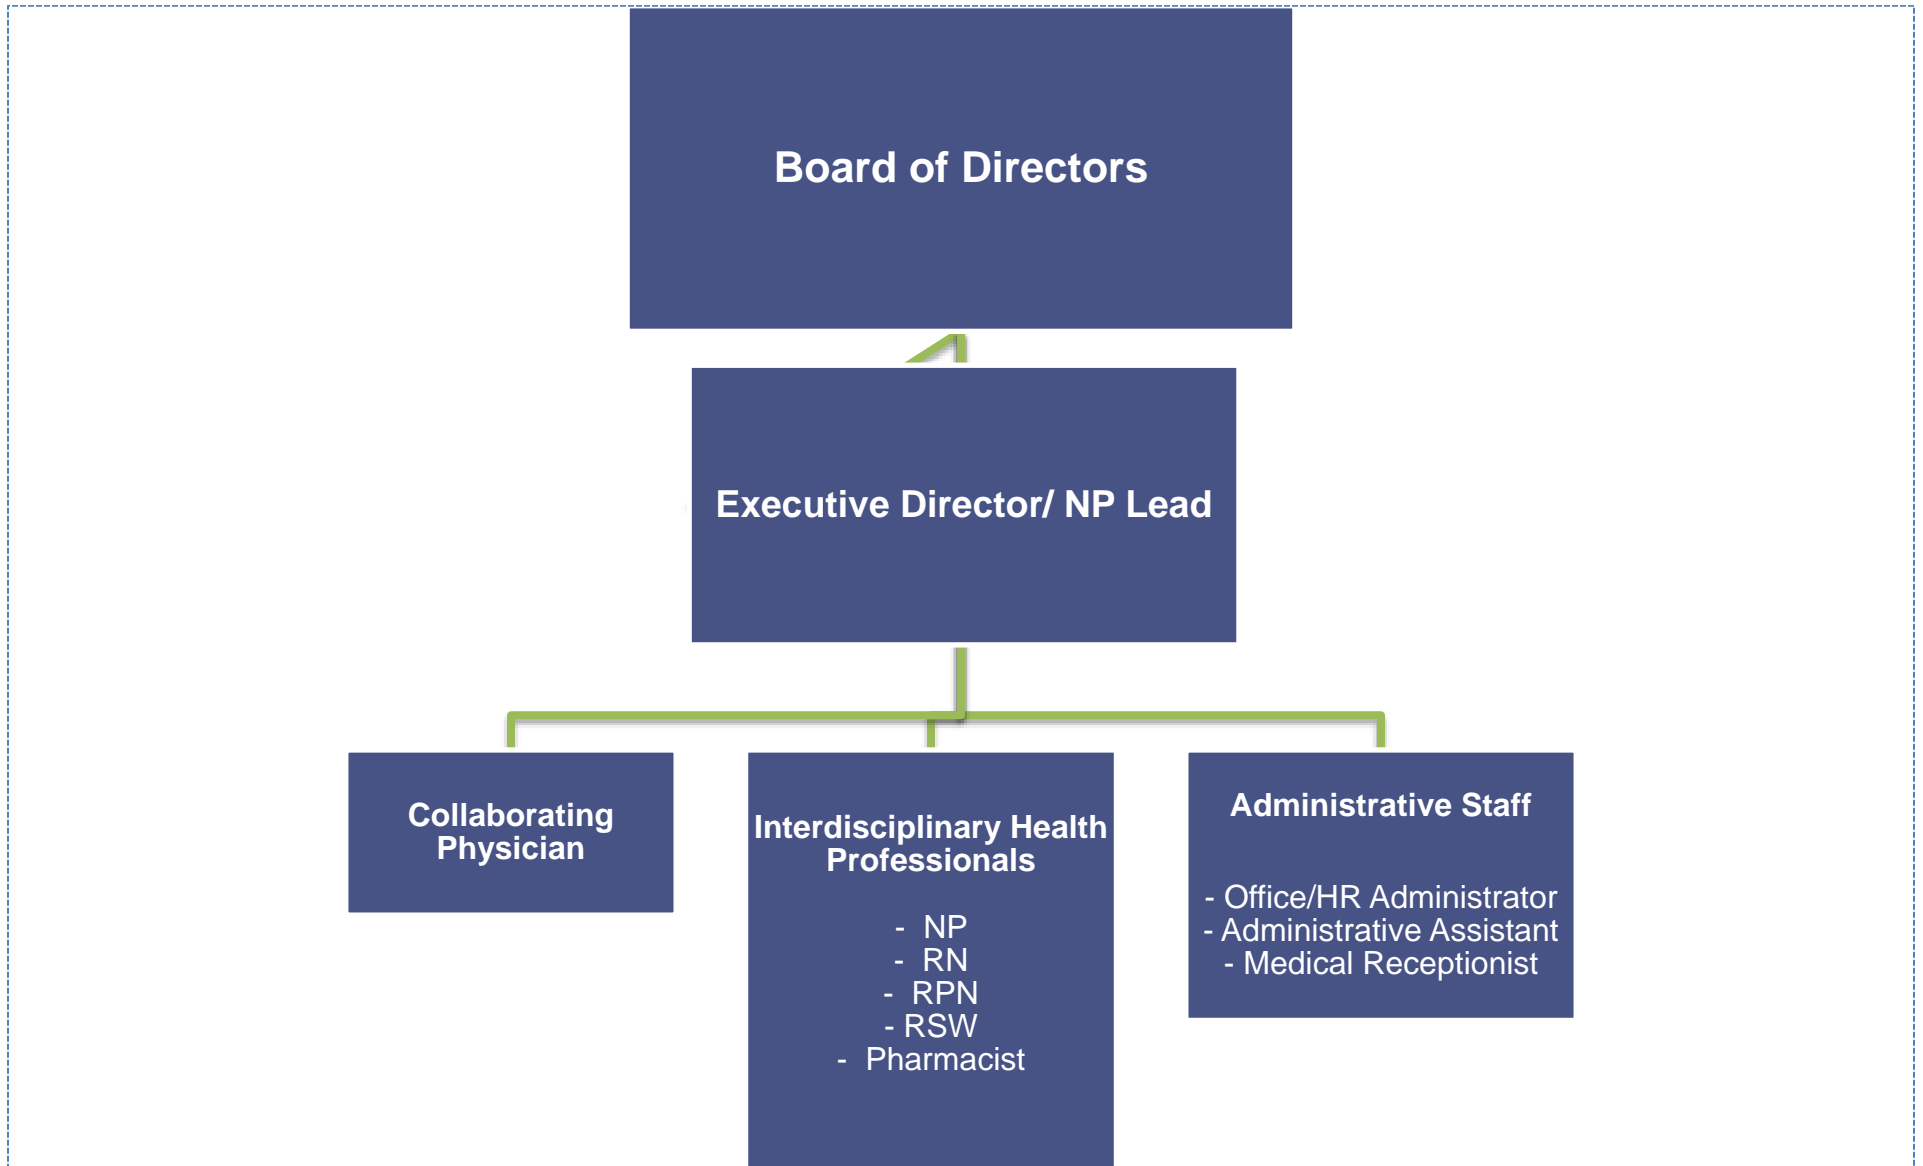 Board of Directors
Executive Director/ NP Lead
Collaborating
Physician
Interdisciplinary Health
Professionals
- NP
- RN
- RPN
- RSW
- Pharmacist
Administrative Staff
- Office/HR Administrator
- Administrative Assistant
- Medical Receptionist